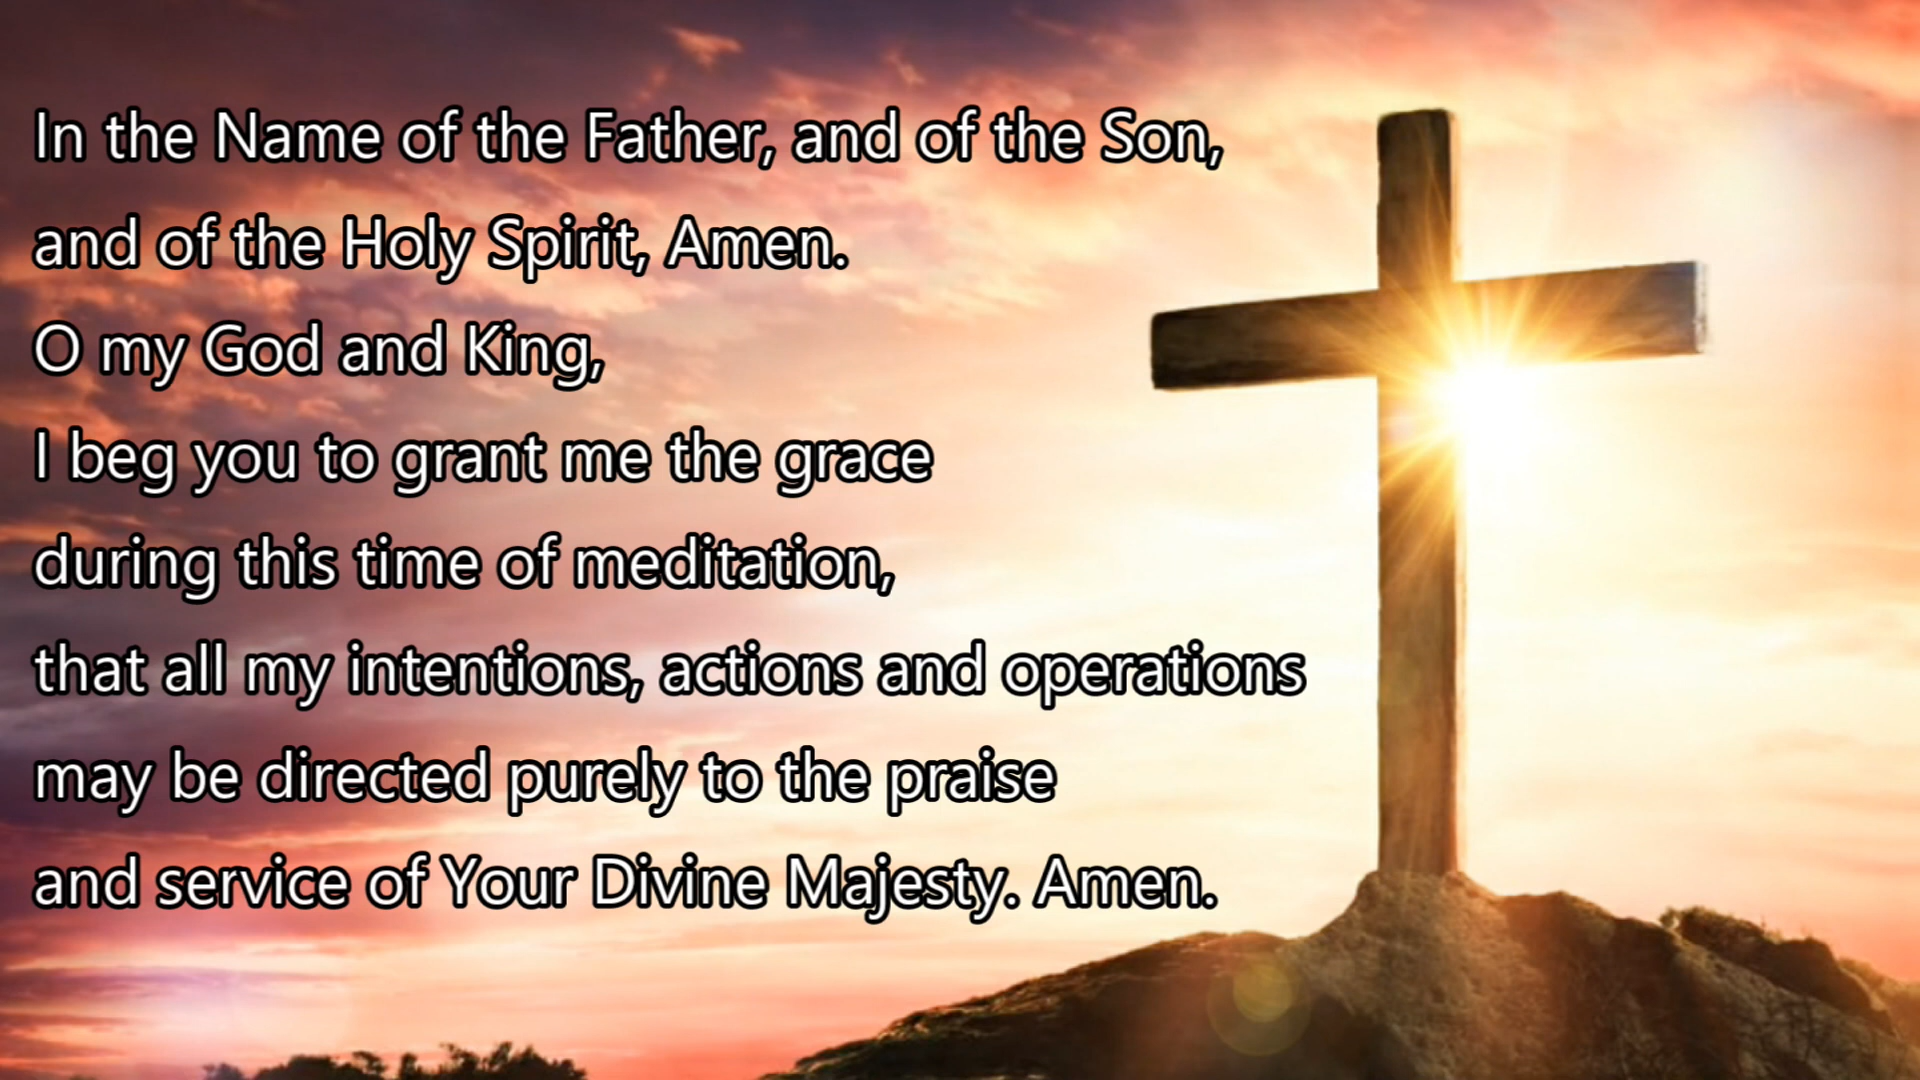 In the Name of the Father, and of the Son,
and of the Holy Spirit, Amen.
O my God and King,
I beg you to grant me the grace
during this time of meditation,
that all my intentions, actions and operations
may be directed purely to the praise
and service of Your Divine Majesty. Amen.